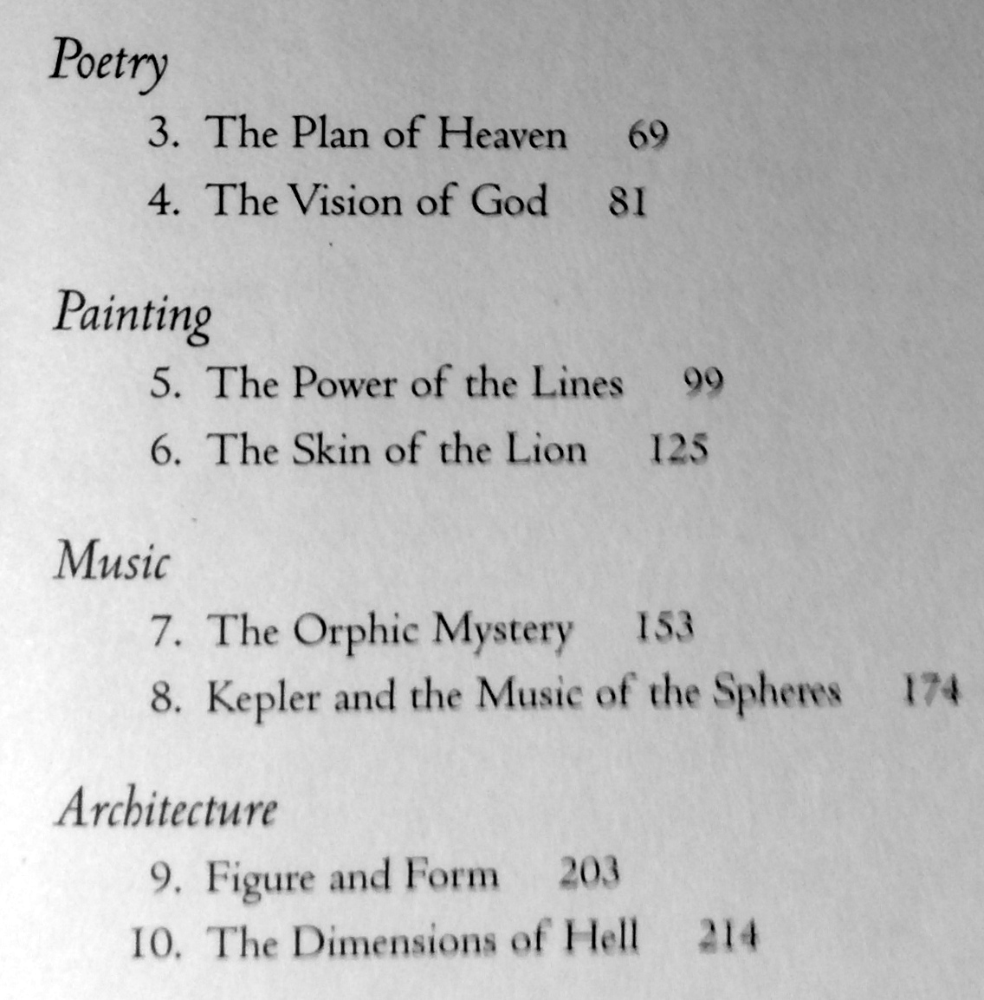 Poetry
3. The Plan of Heaven 69
4. The Vision of God 81
Painting
5. The Power of the Lines 99
6. The Skin of the Lion 125
Music
7. The Orphic Mystery 153
8. Kepler and the Music of the Spheres 174
Architecture
9. Figure and Form 203
10. The Dimensions of Hell 214